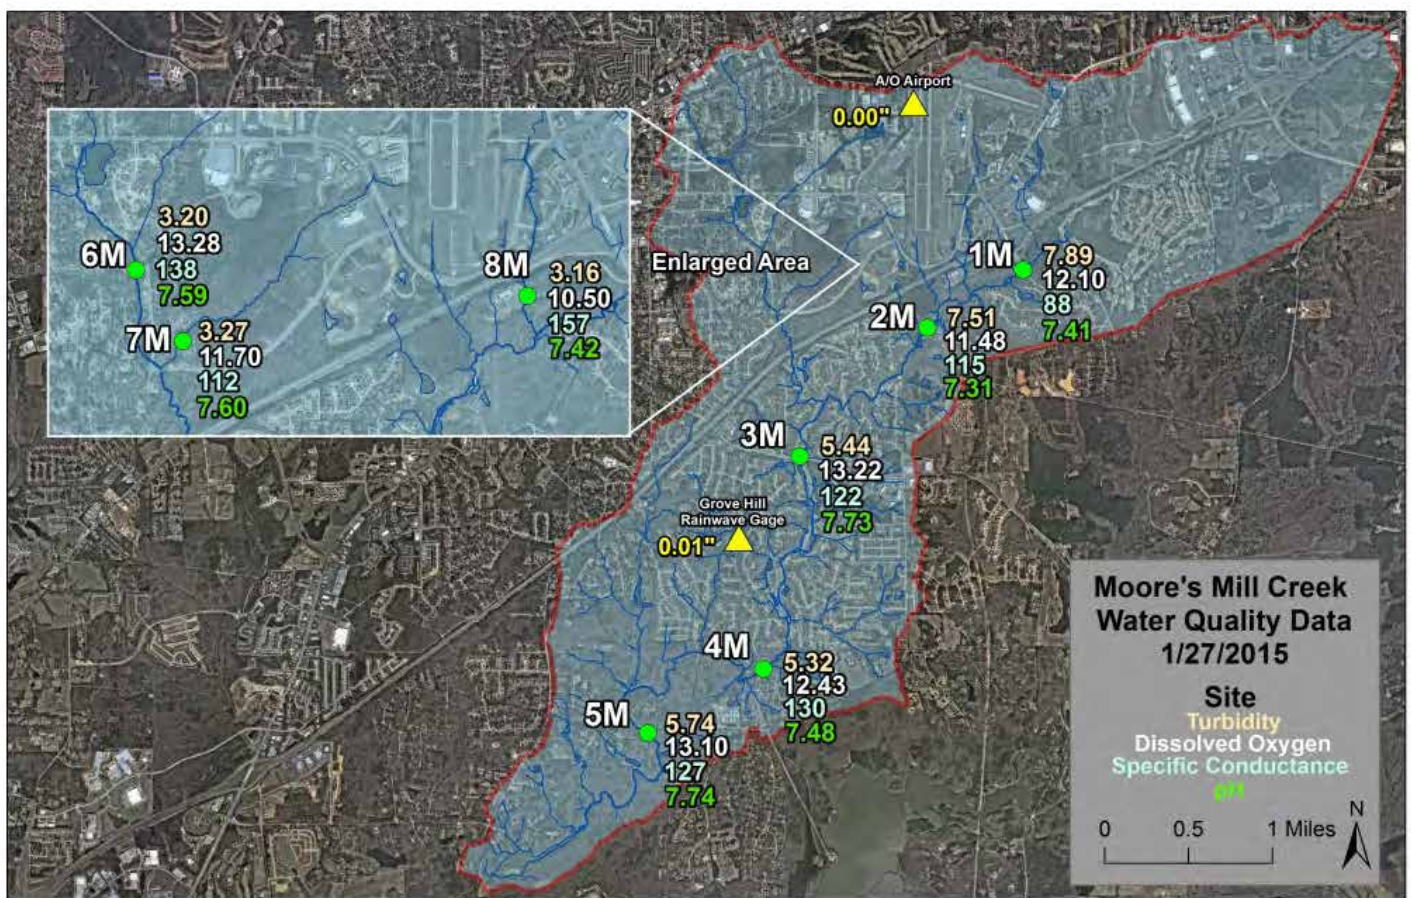 A/O Airport
0.00"
6M
3.20
13.28
138
7.59
7M
3.27
11.70
112
7.60
8M
3.16
10.50
157
7.42
Enlarged Area
1M
7.89
12.10
88
7.41
2M
7.51
11.48
115
7.31
3M
5.44
13.22
122
7.73
Grove Hill
Rainwave Gage
0.01"
4M
5.32
12.43
130
7.48
5M
5.74
13.10
127
7.74
Moore's Mill Creek
Water Quality Data
1/27/2015
Site
Turbidity
Dissolved Oxygen
Specific Conductance
pH
0 0.5 1 Miles
N